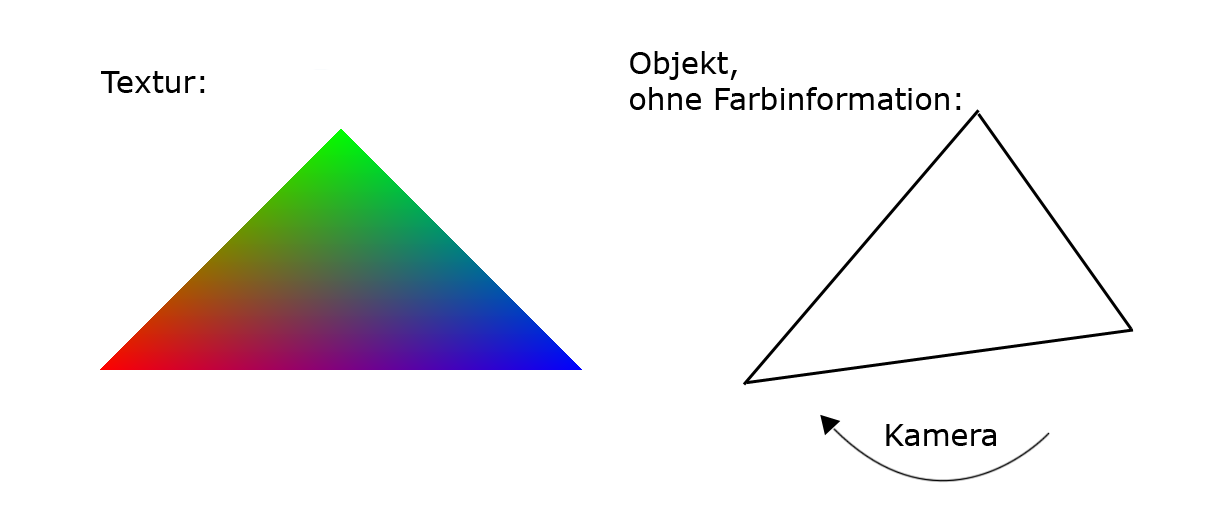 Textur:
Objekt,
ohne Farbinformation:
Kamera